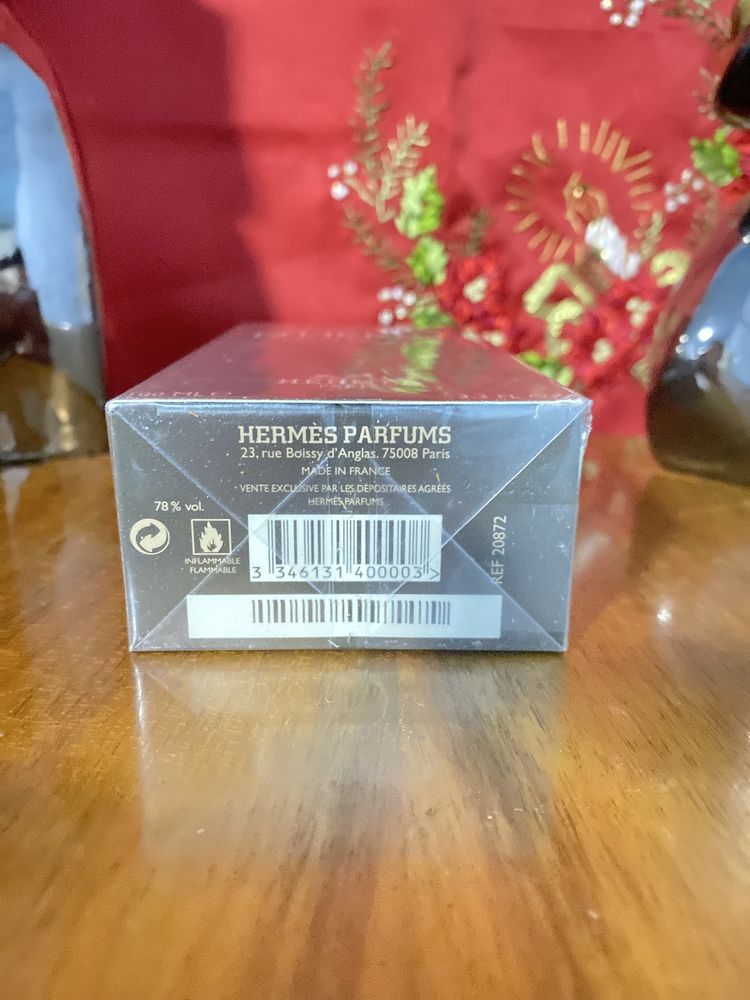 HERMÈS PARFUMS
23, rue Boissy d'Anglas. 75008 Paris
MADE IN FRANCE
VENTE EXCLUSIVE PAR LES DÉPOSITAIRES AGRÉÉS
HERMÈS PARFUMS
78% vol.
INFLAMMABLE
FLAMMABLE
3 346131 400003 >
REF 20872